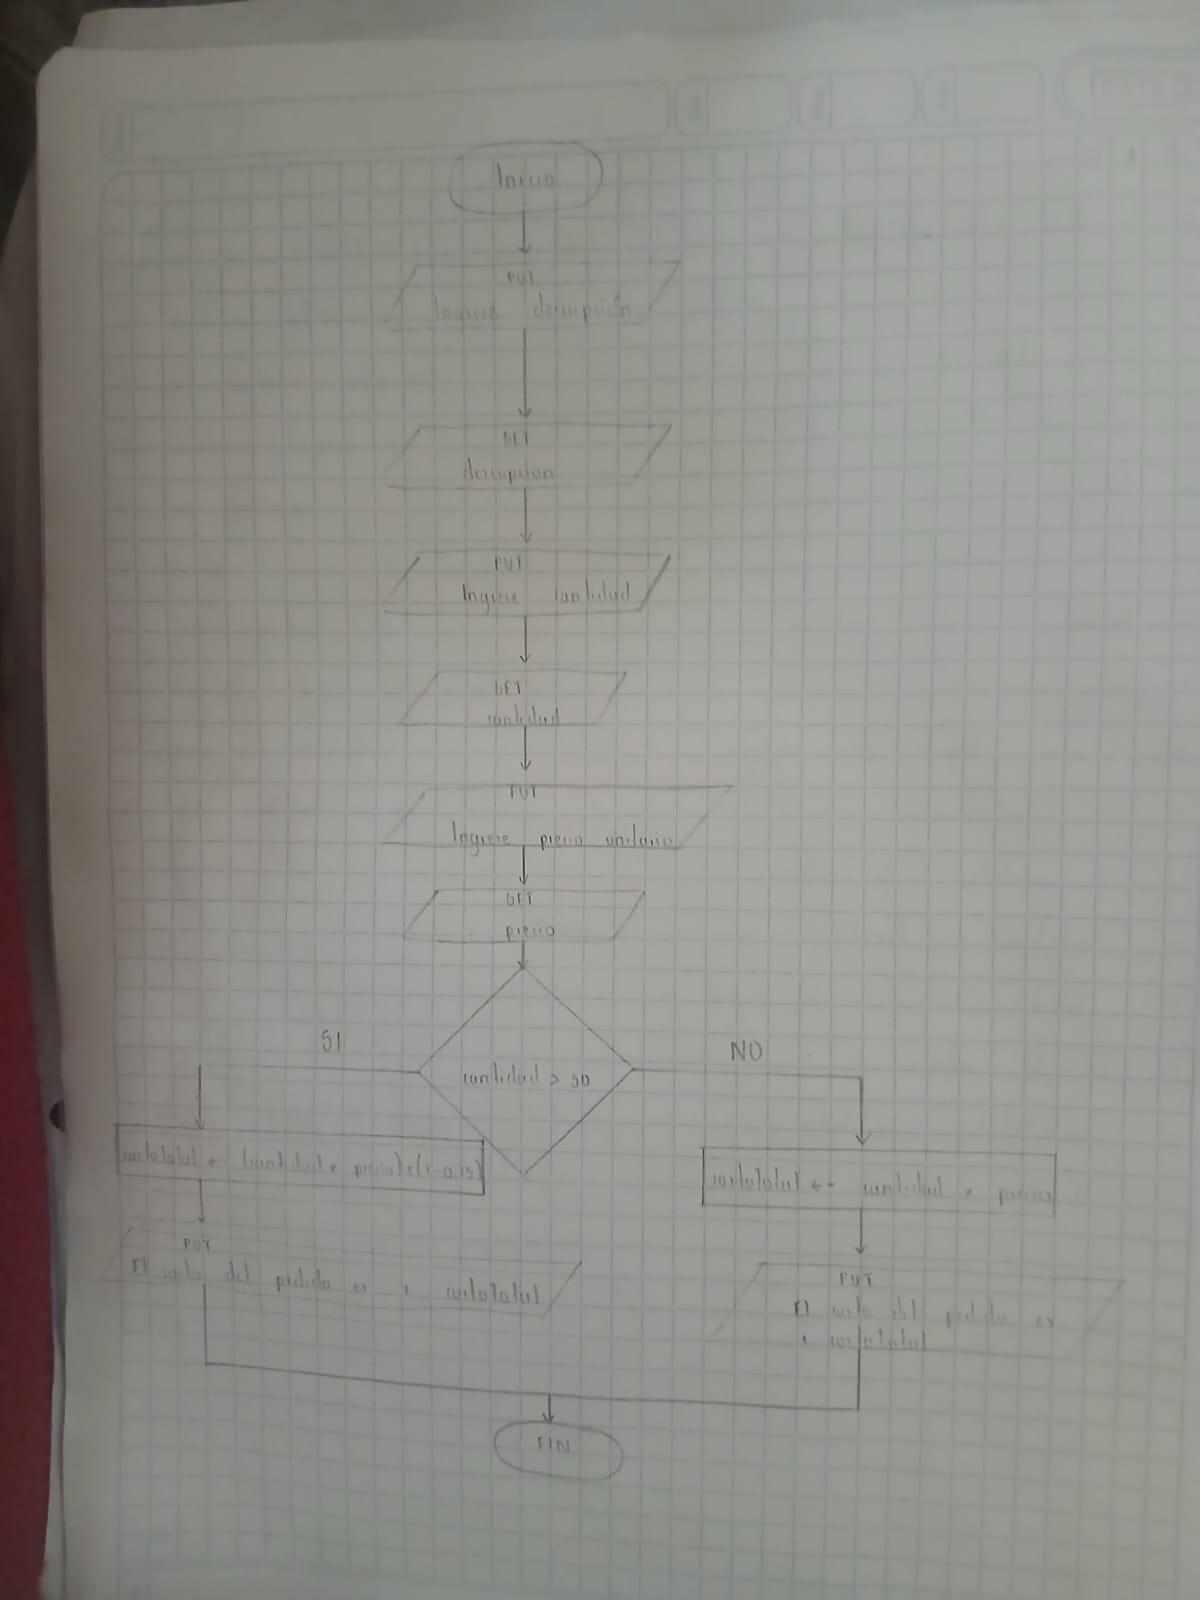 Inicio
PUT
Ingrese descripción
GET
descripcion
PUT
Ingrese cantidad
GET
cantidad
PUT
Ingrese precio unitario
GET
precio
SI
NO
cantidad > 50
costototal ← (cantidad * precio) * (1-0.15)
costototal ← cantidad * precio
PUT
El costo del pedido es , costototal
PUT
El costo del pedido es
, costototal
FIN